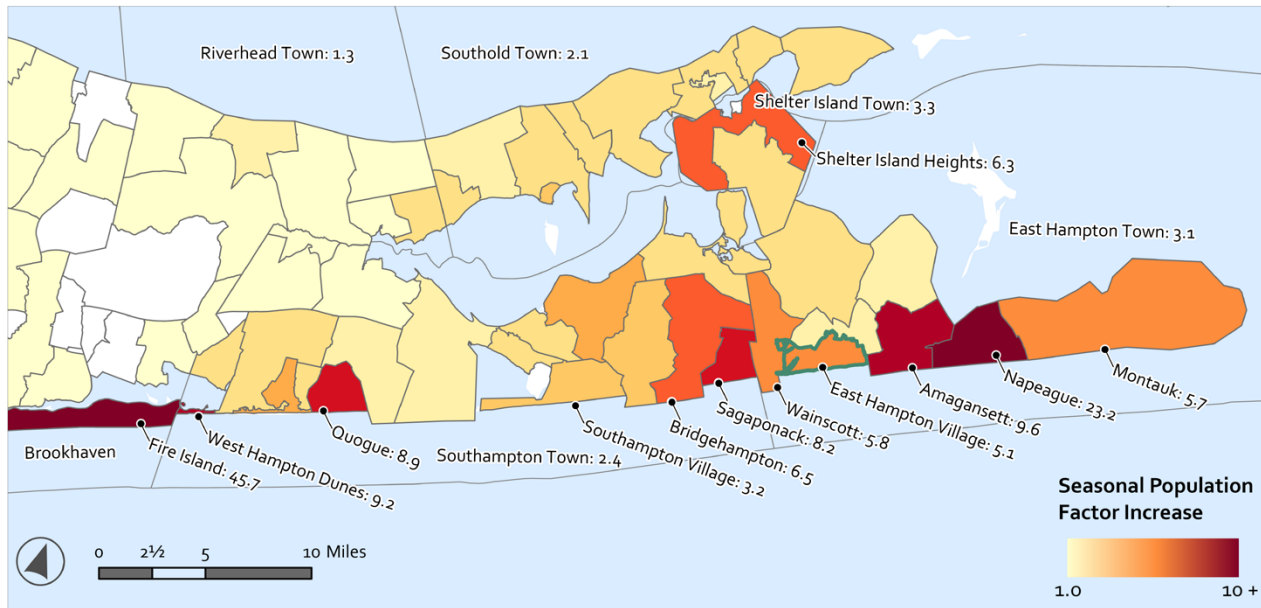 Riverhead Town: 1.3
Southold Town: 2.1
Shelter Island Town: 3.3
Shelter Island Heights: 6.3
East Hampton Town: 3.1
Montauk: 5.7
Napeague: 23.2
Amagansett: 9.6
East Hampton Village: 5.1
Wainscott: 5.8
Sagaponack: 8.2
Bridgehampton: 6.5
Southampton Village: 3.2
Southampton Town: 2.4
Quogue: 8.9
West Hampton Dunes: 9.2
Fire Island: 45.7
Brookhaven
Seasonal Population
Factor Increase
1.0 10 +
0 2½ 5 10 Miles